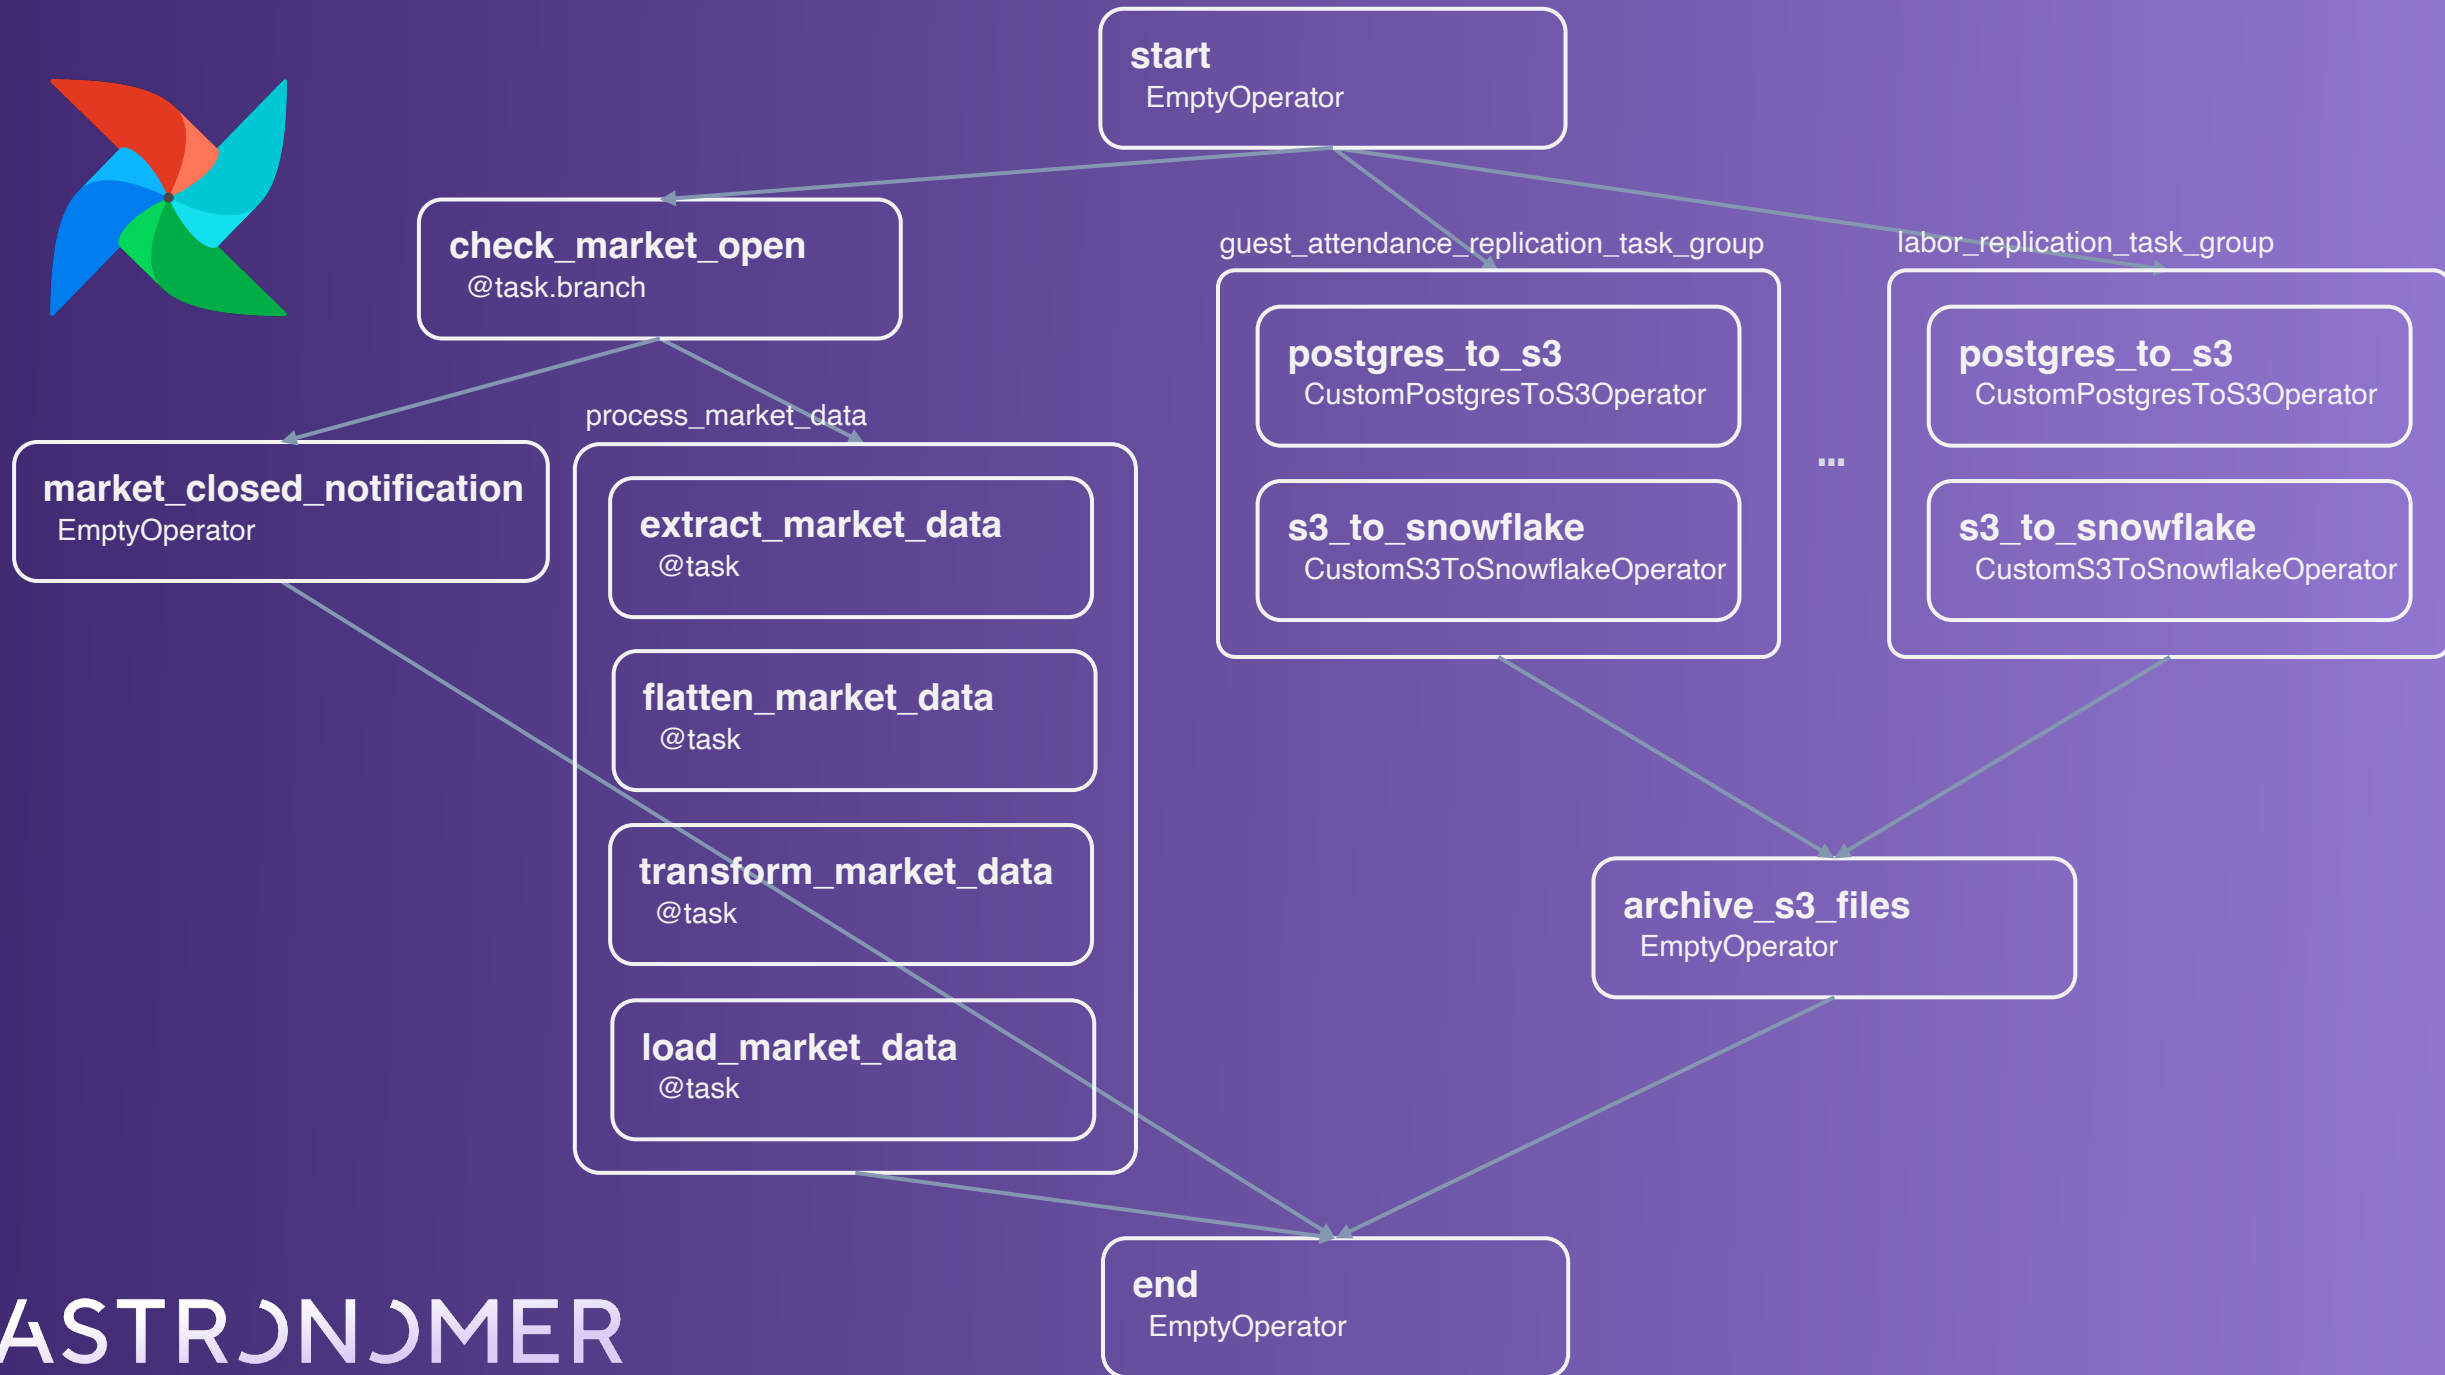 start
EmptyOperator
check_market_open
@task.branch
guest_attendance_replication_task_group
labor_replication_task_group
postgres_to_s3
CustomPostgresToS3Operator
postgres_to_s3
CustomPostgresToS3Operator
process_market_data
...
market_closed_notification
EmptyOperator
extract_market_data
@task
s3_to_snowflake
CustomS3ToSnowflakeOperator
s3_to_snowflake
CustomS3ToSnowflakeOperator
flatten_market_data
@task
transform_market_data
@task
archive_s3_files
EmptyOperator
load_market_data
@task
end
EmptyOperator
ASTRONOMER